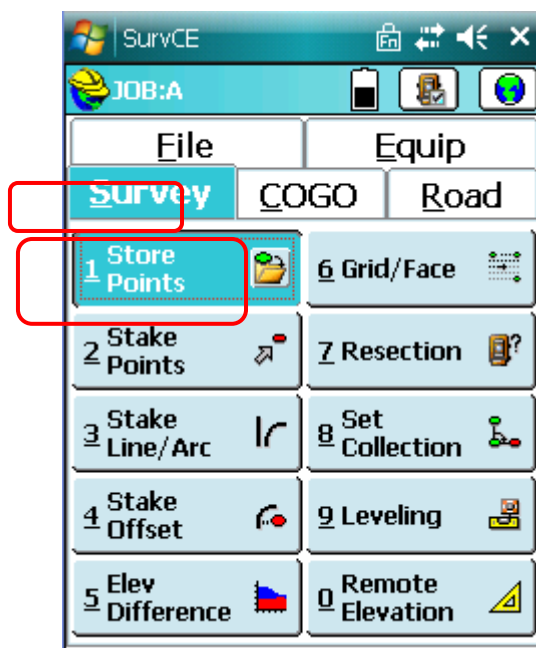 SurvCE
Fn
JOB:A
File
Equip
Survey
COGO
Road
1 Store
Points
6 Grid/Face
2 Stake
Points
7 Resection
?
3 Stake
Line/Arc
8 Set
Collection
4 Stake
Offset
9 Leveling
5 Elev
Difference
0 Remote
Elevation